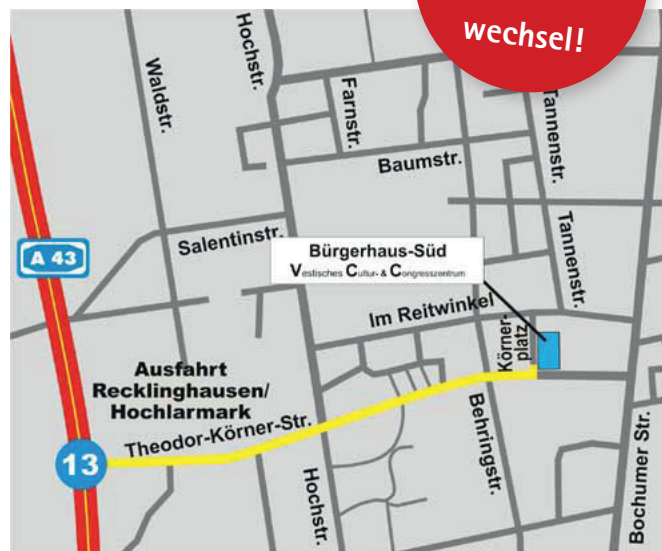 wechsel!
Hochstr.
Waldstr.
Farnstr.
Tannenstr.
Baumstr.
Salentinstr.
Tannenstr.
A 43
Bürgerhaus-Süd
Vestisches Cultur- & Congresszentrum
Im Reitwinkel
Körner-
platz
Ausfahrt
Recklinghausen/
Hochlarmark
Theodor-Körner-Str.
13
Hochstr.
Behringstr.
Bochumer Str.